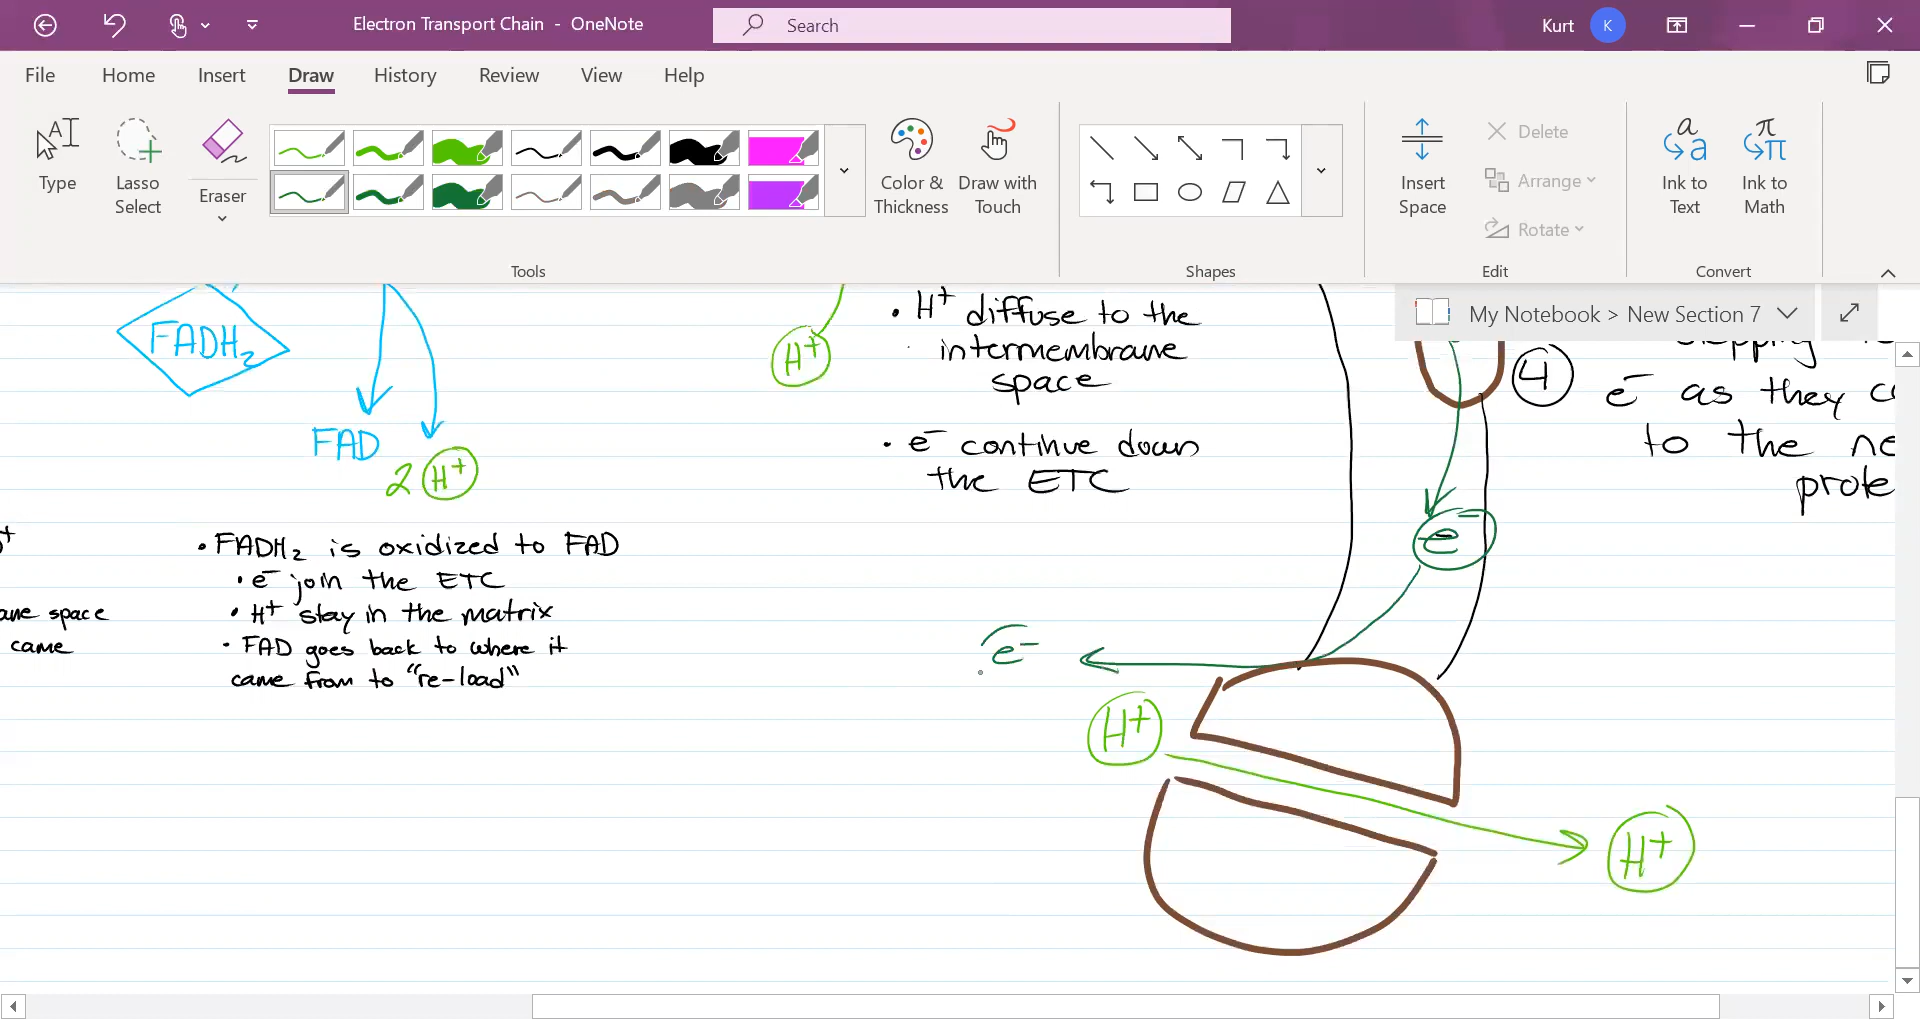 Electron Transport Chain - OneNote
Search
Kurt
K
File
Home
Insert
Draw
History
Review
View
Help
Type
Lasso
Select
Eraser
Color &
Thickness
Draw with
Touch
Tools
Shapes
Insert
Space
Delete
Arrange
Rotate
Edit
a
a
Ink to
Text
π
π
Ink to
Math
Convert
My Notebook > New Section 7
FADH₂
FAD
2 H⁺
• FADH₂ is oxidized to FAD
• e⁻ join the ETC
• H⁺ stay in the matrix
• FAD goes back to where it
came from to "re-load"
space
came
H⁺
• H⁺ diffuse to the
intermembrane
space
• e⁻ continue down
the ETC
4
e⁻ as they
to the
e⁻
e⁻
H⁺
H⁺